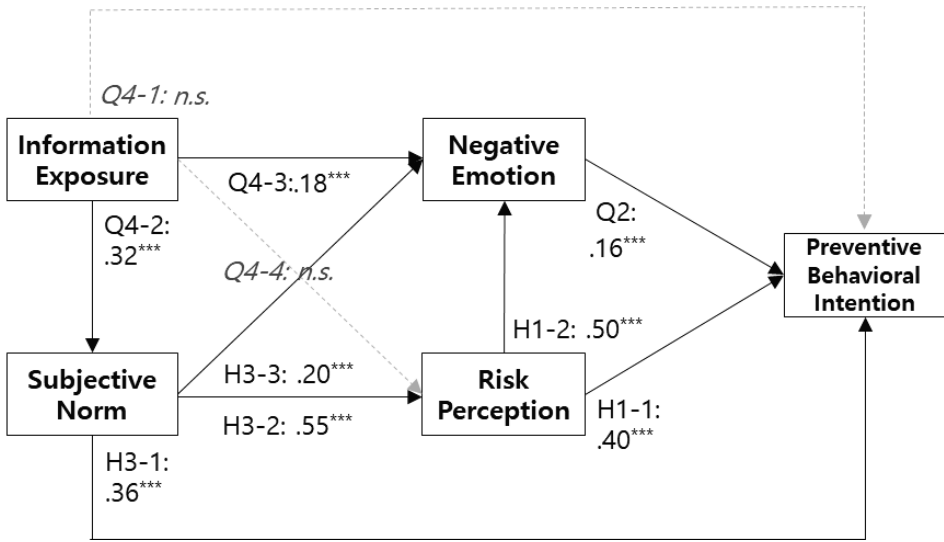 Q4-1: n.s.
Information
Exposure
Negative
Emotion
Q4-3:.18***
Q4-2:
.32***
Q2:
.16***
Q4-4: n.s.
Preventive
Behavioral
Intention
H1-2: .50***
Subjective
Norm
H3-3: .20***
H3-2: .55***
Risk
Perception
H1-1:
.40***
H3-1:
.36***